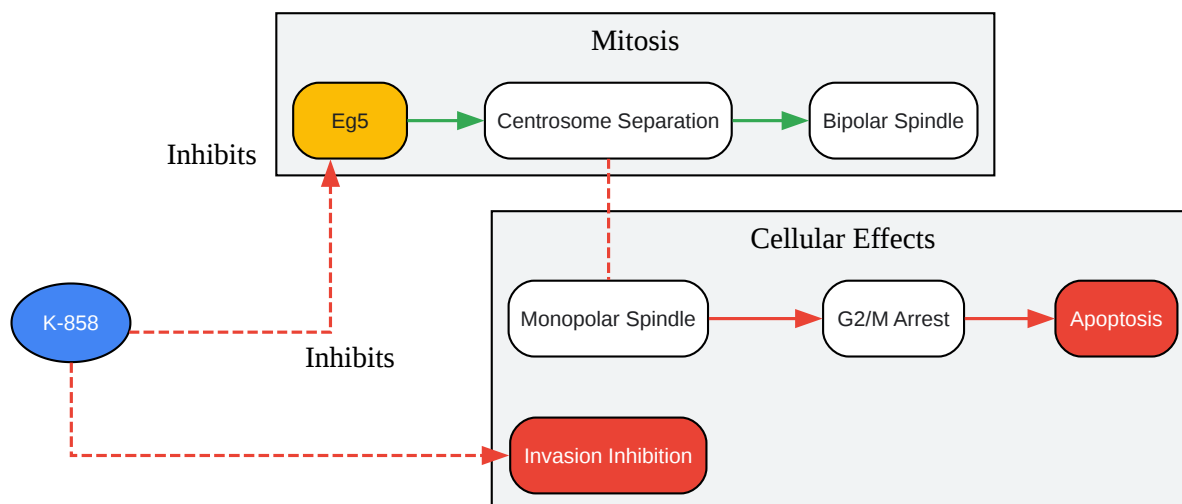 Mitosis
Eg5
Centrosome Separation
Bipolar Spindle
Inhibits
Cellular Effects
K-858
Monopolar Spindle
G2/M Arrest
Apoptosis
Inhibits
Invasion Inhibition